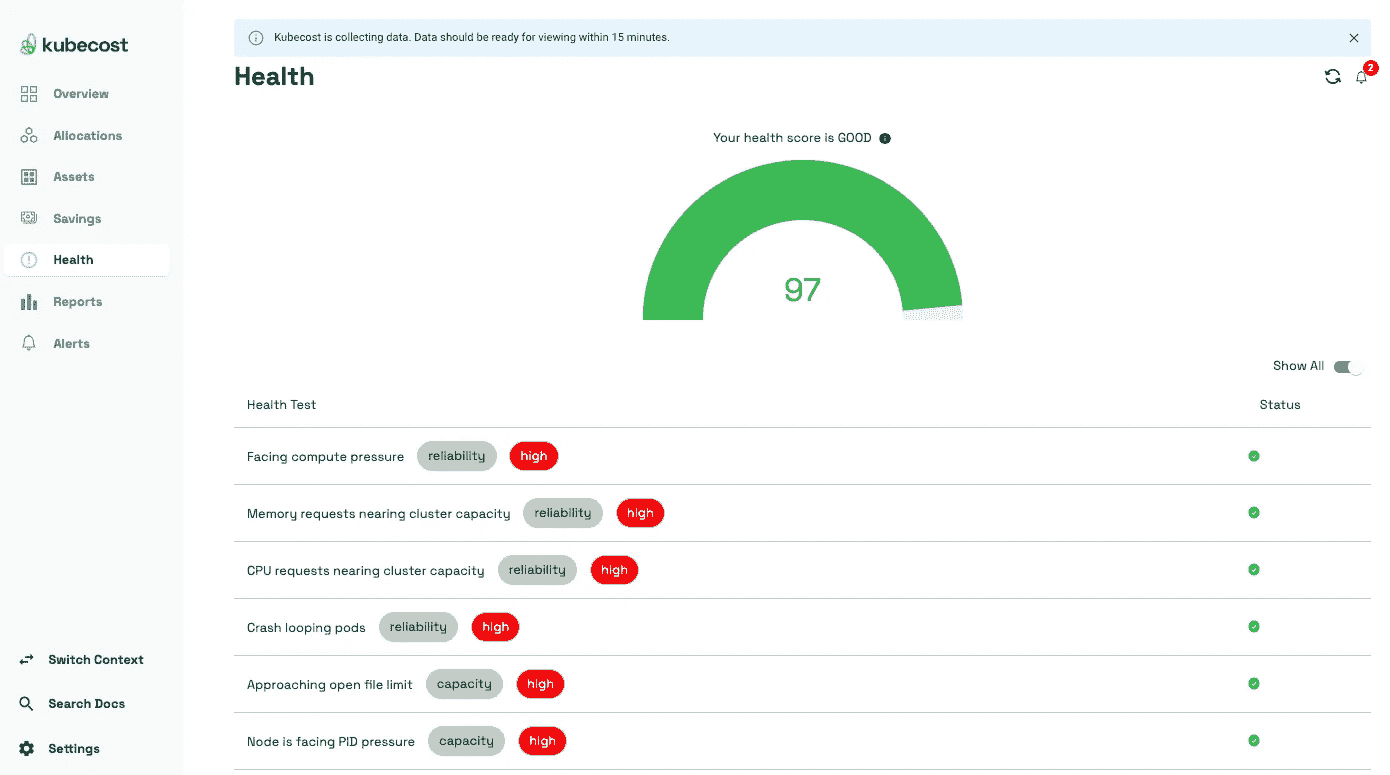 kubecost
Overview
Allocations
Assets
Savings
Health
Reports
Alerts
Switch Context
Search Docs
Settings
Kubecost is collecting data. Data should be ready for viewing within 15 minutes.
Health
2
Your health score is GOOD
97
Show All
Health Test Status
Facing compute pressure reliability high
Memory requests nearing cluster capacity reliability high
CPU requests nearing cluster capacity reliability high
Crash looping pods reliability high
Approaching open file limit capacity high
Node is facing PID pressure capacity high